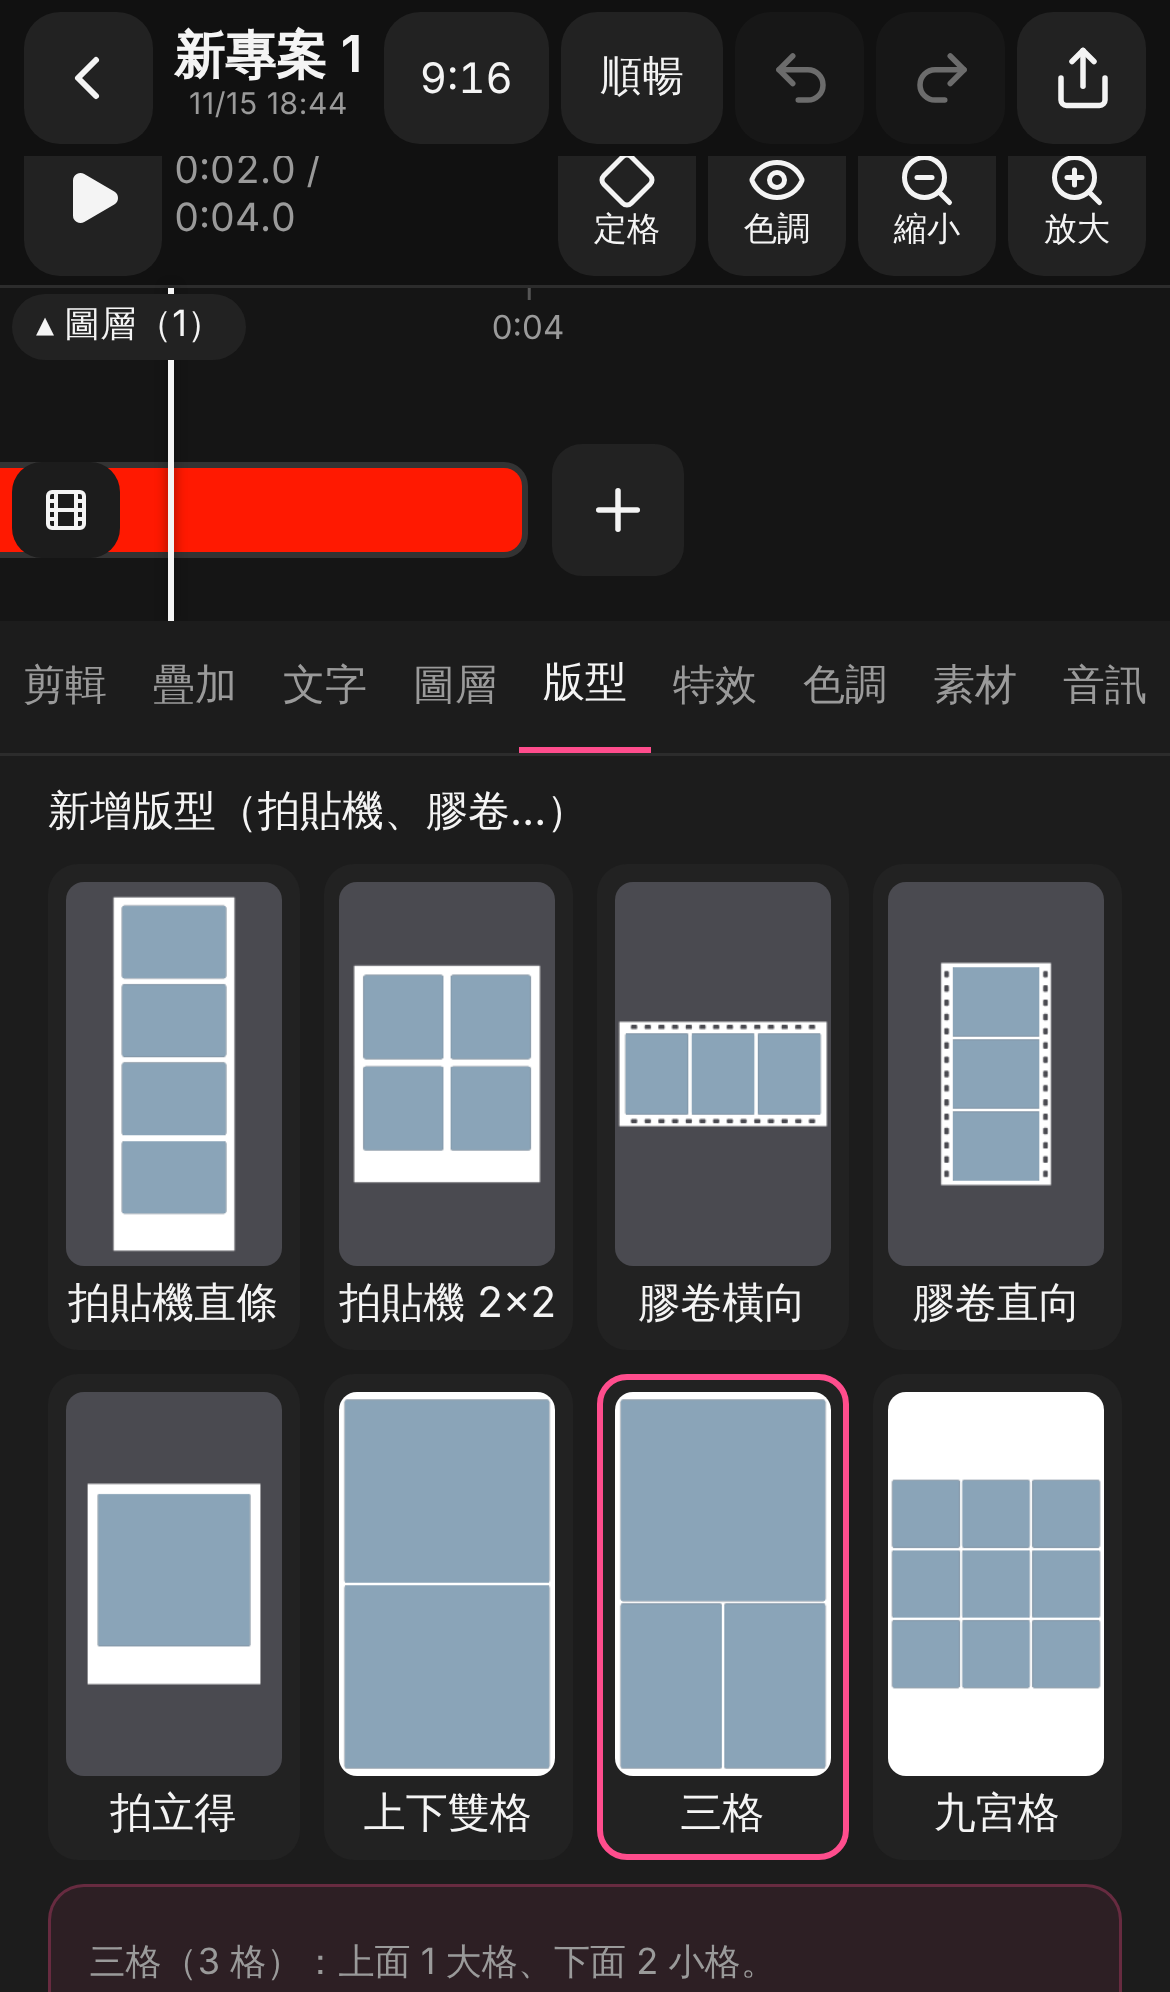 新專案 1
11/15 18:44
9:16
順暢
0:02.0 /
0:04.0
定格
色調
縮小
放大
▲ 圖層（1）
0:04
剪輯
疊加
文字
圖層
版型
特效
色調
素材
音訊
新增版型（拍貼機、膠卷...）
拍貼機直條
拍貼機 2×2
膠卷橫向
膠卷直向
拍立得
上下雙格
三格
九宮格
三格（3 格）：上面 1 大格、下面 2 小格。